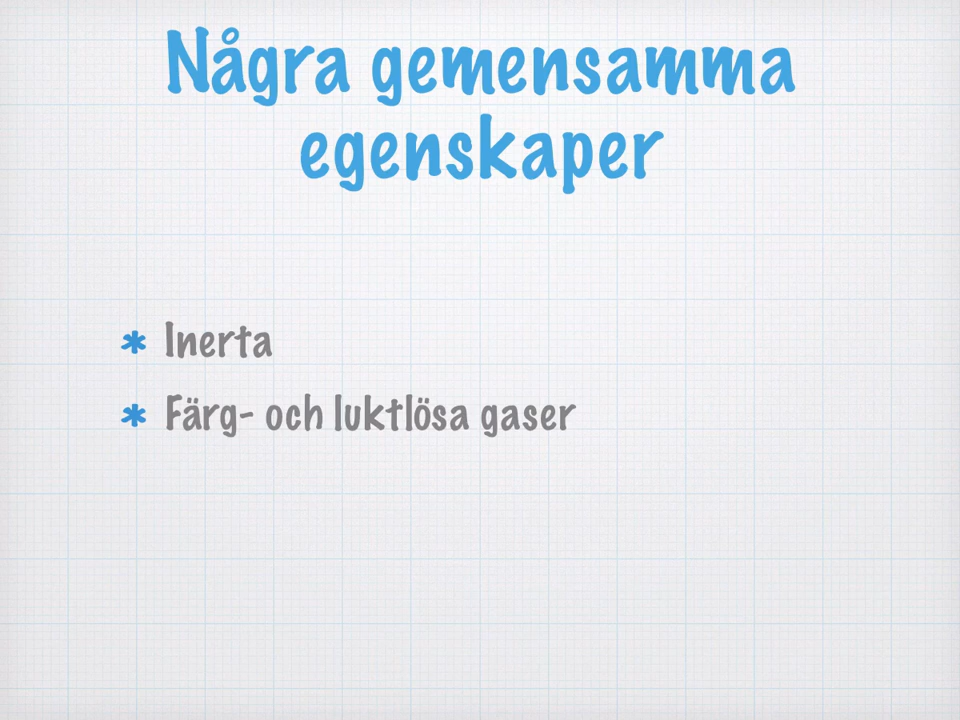 Några gemensamma
egenskaper
* Inerta
* Färg- och luktlösa gaser